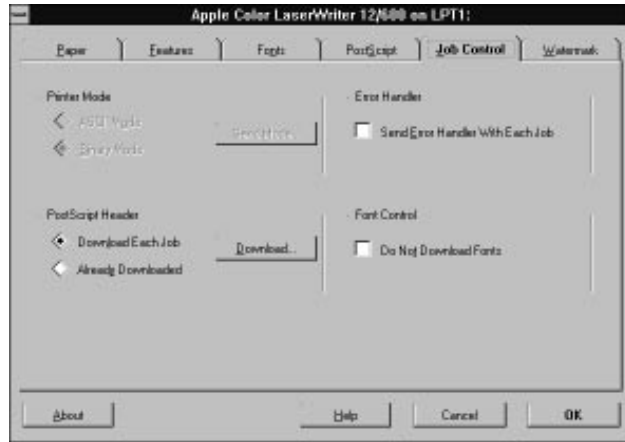 Apple Color LaserWriter 12/600 on LPT1:
Paper Features Fonts PostScript Job Control Watermark
Printer Mode
ASCII Mode
Binary Mode
Send Mode...
Error Handler
Send Error Handler With Each Job
PostScript Header
Download Each Job
Already Downloaded
Download...
Font Control
Do Not Download Fonts
About Help Cancel OK